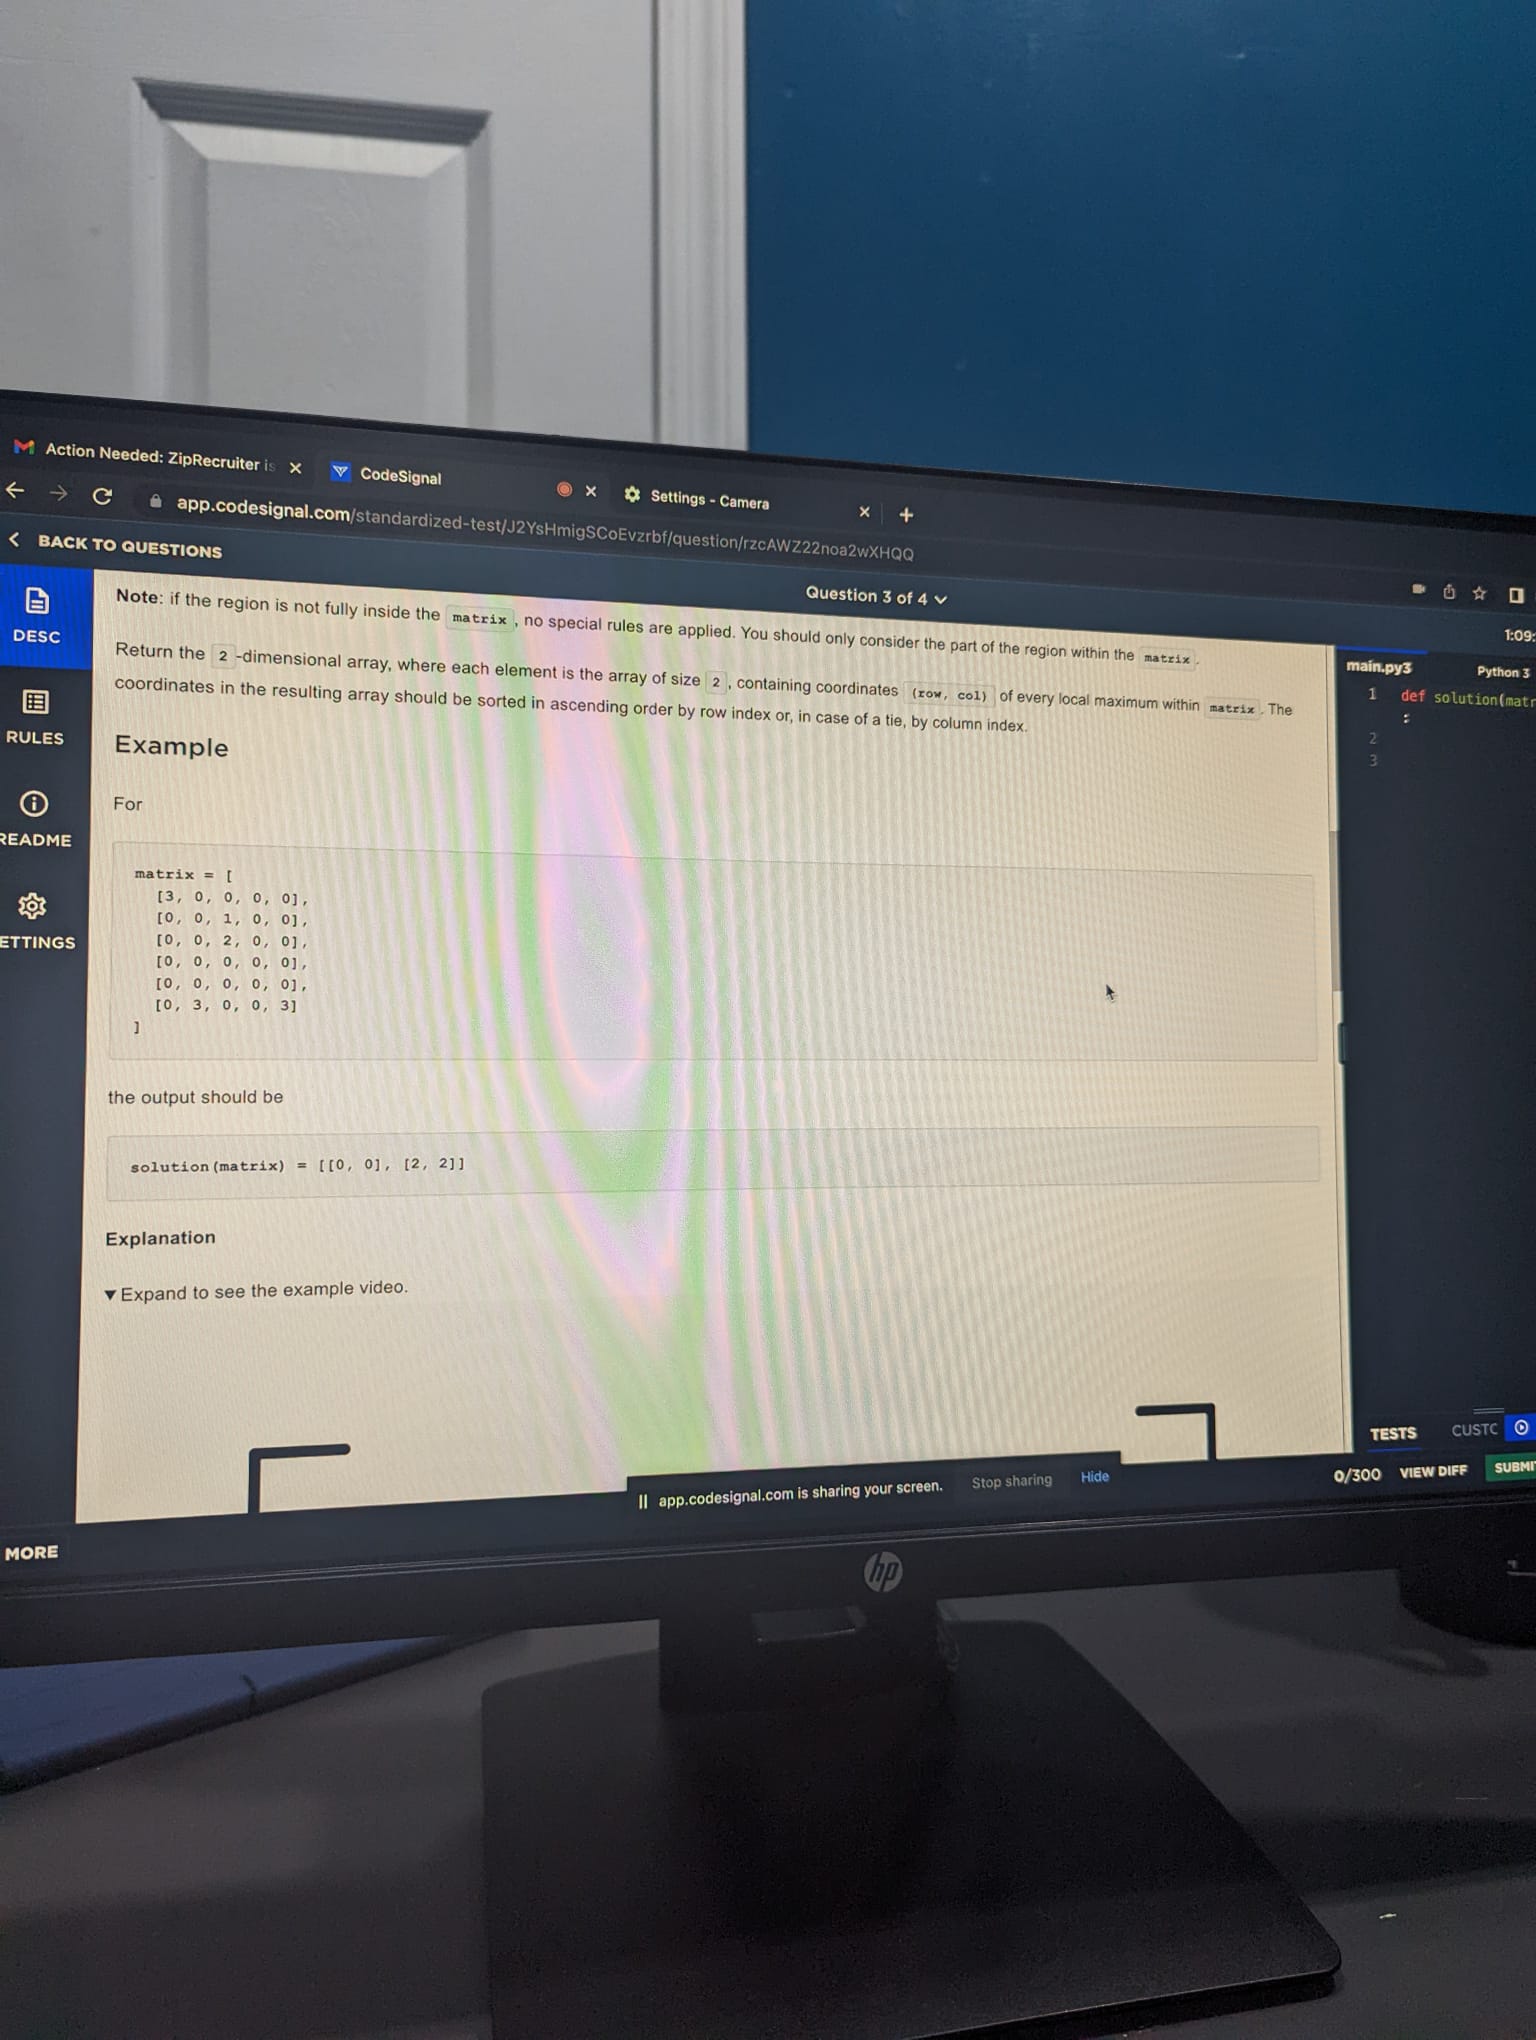 Action Needed: ZipRecruiter is
CodeSignal
Settings - Camera
app.codesignal.com/standardized-test/J2YsHmigSCoEvzrbf/question/rzcAWZ22noa2wXHQQ
BACK TO QUESTIONS
Question 3 of 4
1:09:
DESC
RULES
README
ETTINGS
MORE
Note: if the region is not fully inside the matrix, no special rules are applied. You should only consider the part of the region within the matrix.
Return the 2-dimensional array, where each element is the array of size 2, containing coordinates (row, col) of every local maximum within matrix. The
coordinates in the resulting array should be sorted in ascending order by row index or, in case of a tie, by column index.
Example
For
matrix = [
[3, 0, 0, 0, 0],
[0, 0, 1, 0, 0],
[0, 0, 2, 0, 0],
[0, 0, 0, 0, 0],
[0, 0, 0, 0, 0],
[0, 3, 0, 0, 3]
]
the output should be
solution(matrix) = [[0, 0], [2, 2]]
Explanation
▼ Expand to see the example video.
main.py3
Python 3
1 def solution(matr
:
2
3
TESTS
CUSTC
0/300
VIEW DIFF
SUBMI
app.codesignal.com is sharing your screen.
Stop sharing
Hide
hp